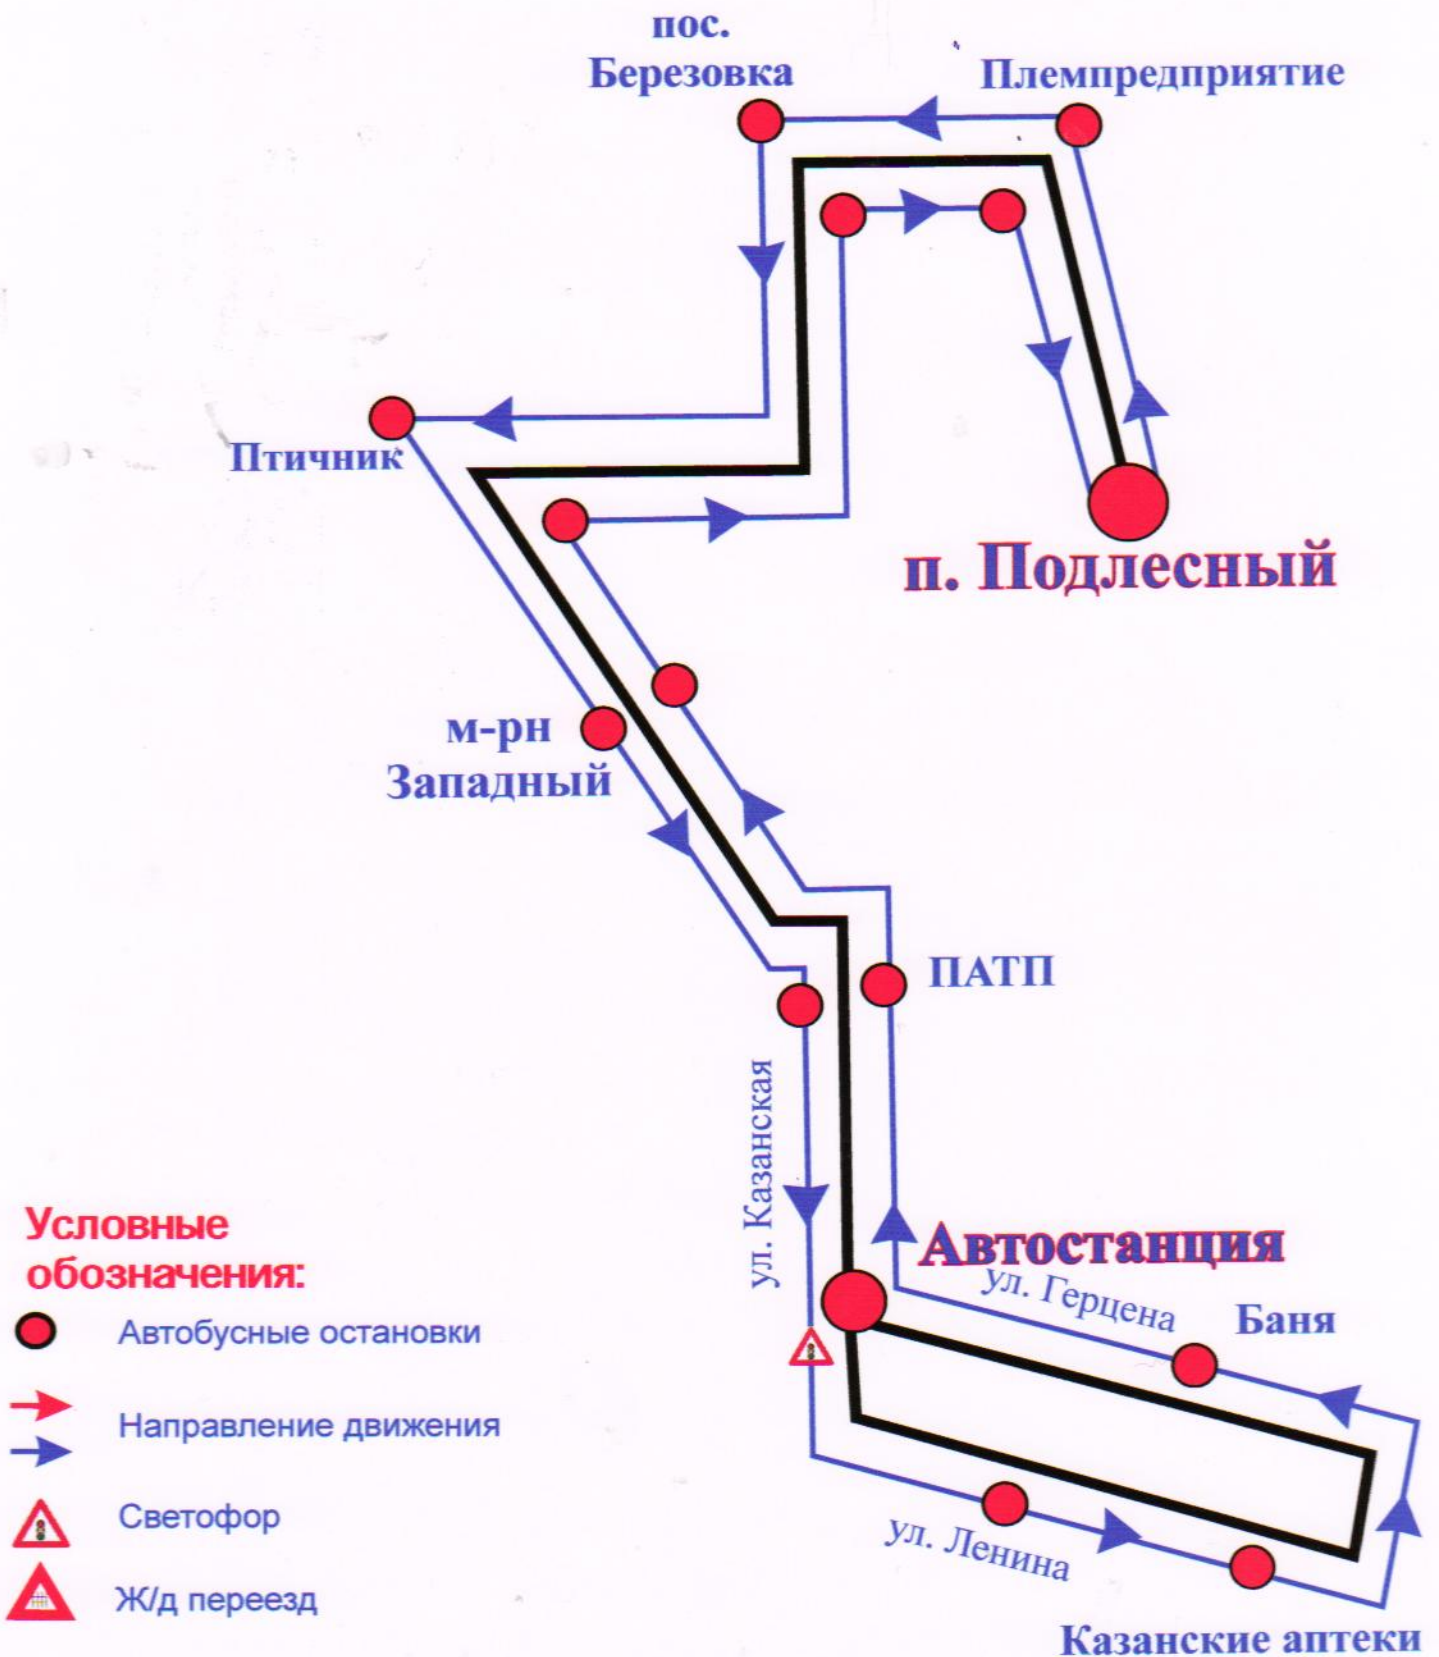 пос.
Березовка
Племпредприятие
Птичник
п. Подлесный
м-рн
Западный
ПАТП
ул. Казанская
Автостанция
ул. Герцена
Баня
ул. Ленина
Казанские аптеки
Условные
обозначения:
Автобусные остановки
Направление движения
Светофор
Ж/д переезд